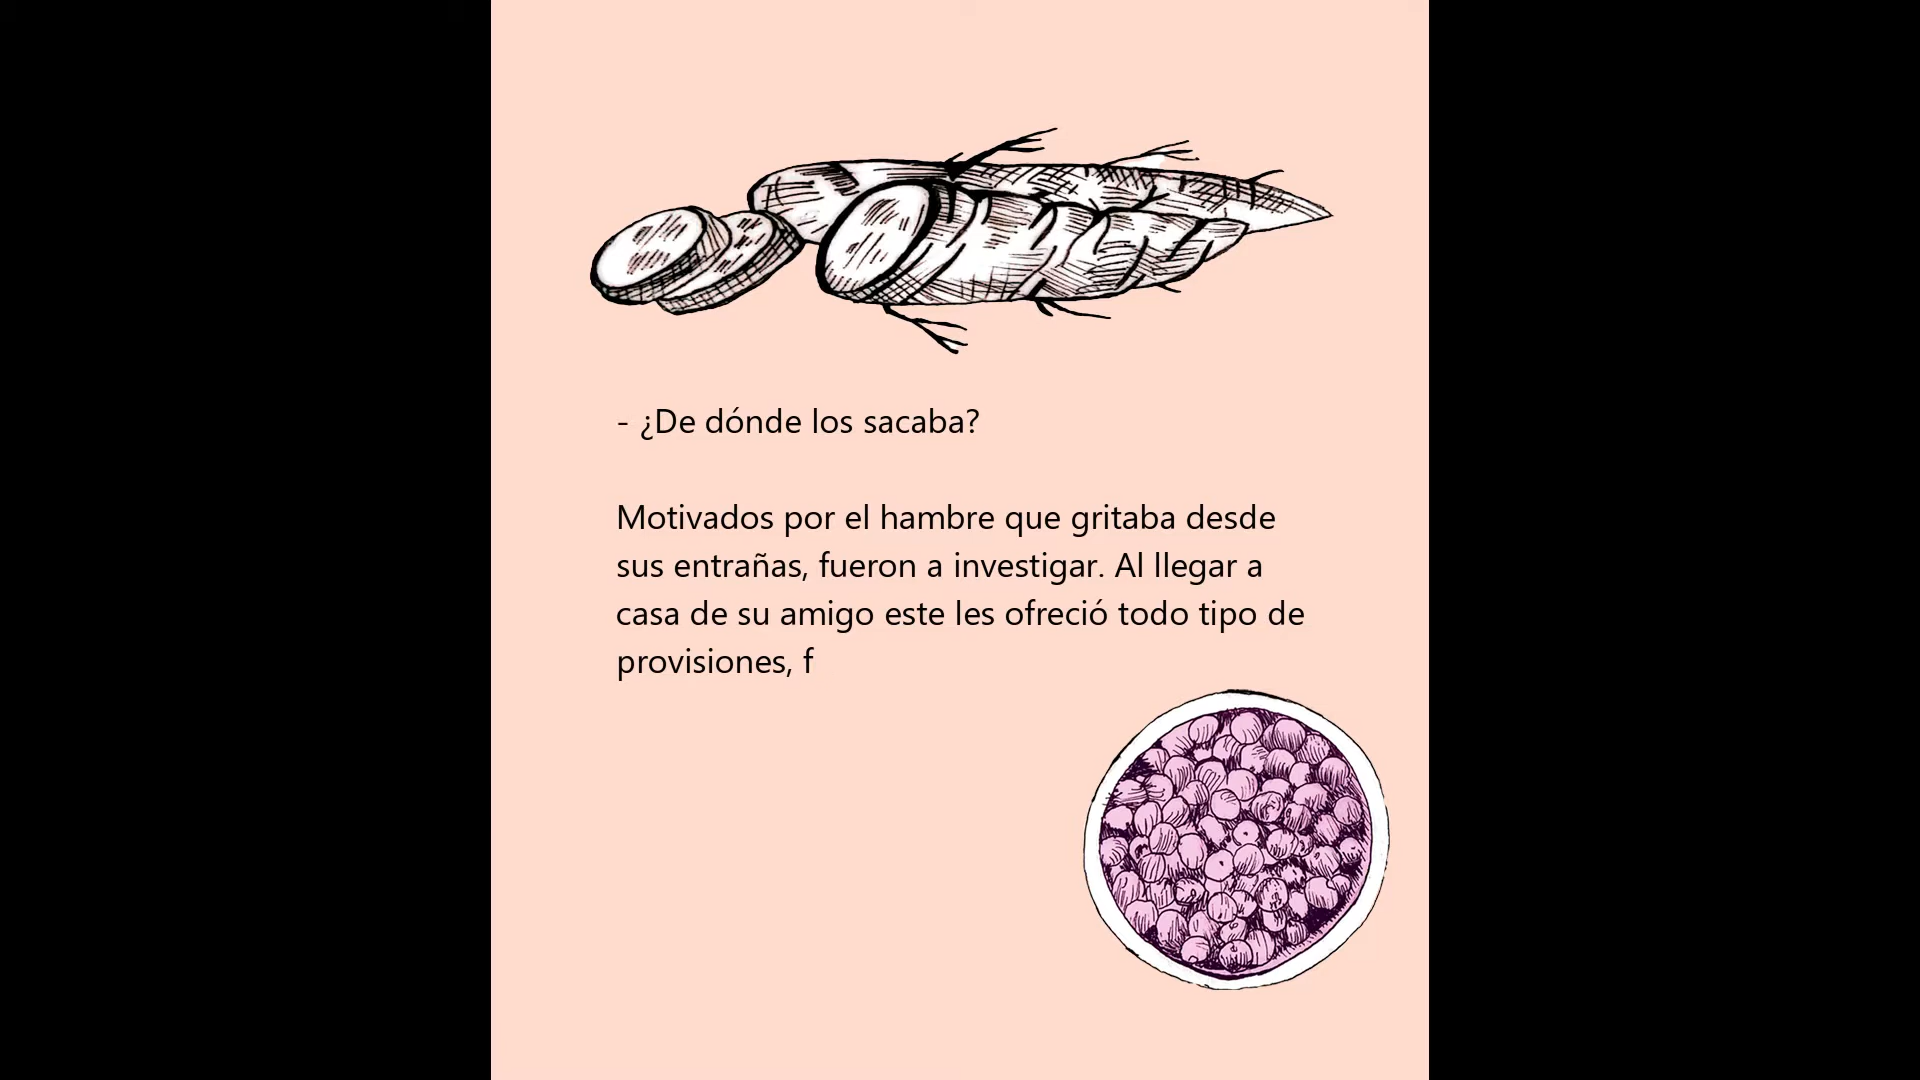 - ¿De dónde los sacaba?
Motivados por el hambre que gritaba desde
sus entrañas, fueron a investigar. Al llegar a
casa de su amigo este les ofreció todo tipo de
provisiones, f